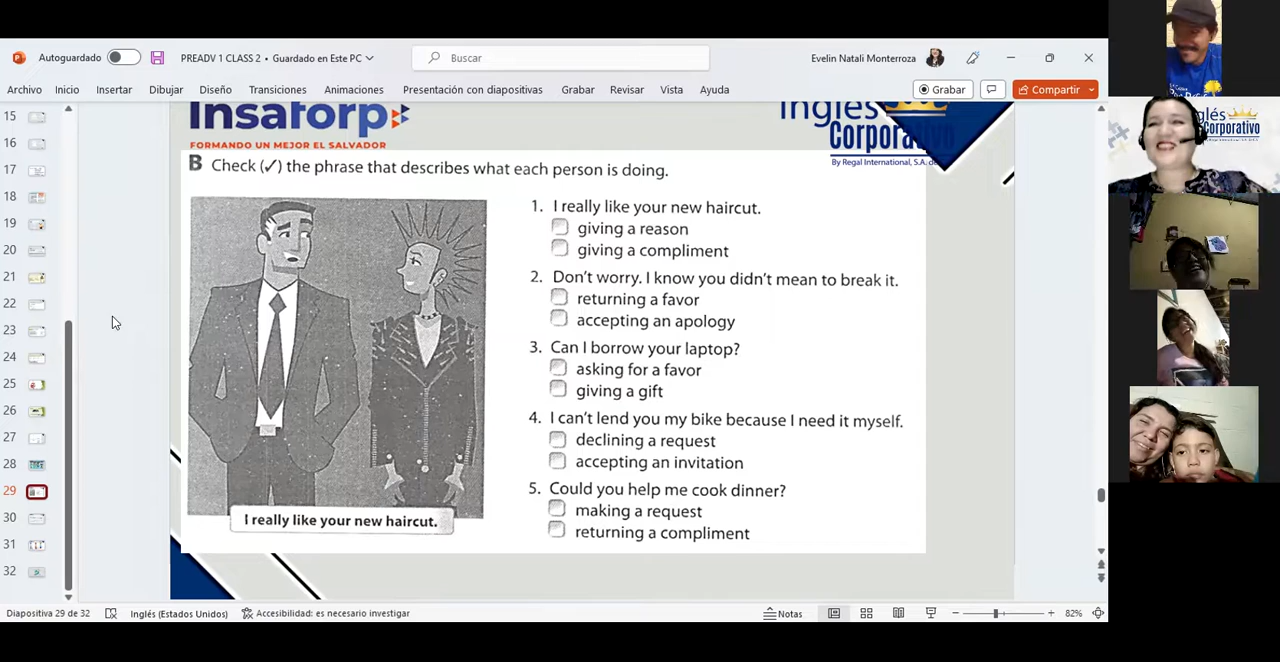 Autoguardado
PREADV 1 CLASS 2 • Guardado en Este PC
Buscar
Evelin Natali Monterroza
Archivo Inicio Insertar Dibujar Diseño Transiciones Animaciones Presentación con diapositivas Grabar Revisar Vista Ayuda
Grabar
Compartir
15
16
17
18
19
20
21
22
23
24
25
26
27
28
29
30
31
32
Insaforp
FORMANDO UN MEJOR EL SALVADOR
Inglés
Corporativo
By Regal International, S.A. de
B Check (✓) the phrase that describes what each person is doing.
I really like your new haircut.
1. I really like your new haircut.
giving a reason
giving a compliment
2. Don't worry. I know you didn't mean to break it.
returning a favor
accepting an apology
3. Can I borrow your laptop?
asking for a favor
giving a gift
4. I can't lend you my bike because I need it myself.
declining a request
accepting an invitation
5. Could you help me cook dinner?
making a request
returning a compliment
Diapositiva 29 de 32
Inglés (Estados Unidos)
Accesibilidad: es necesario investigar
Notas
82%
glés
Corporativo